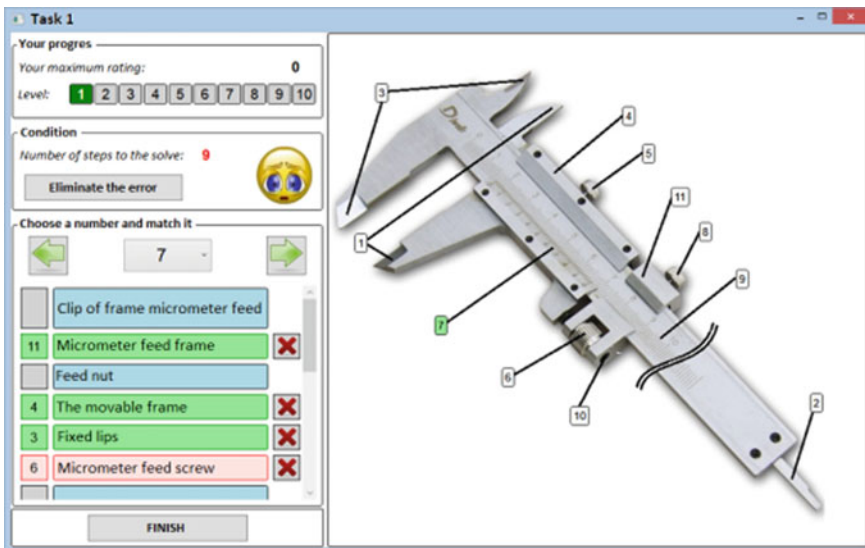 Task 1
Your progres
Your maximum rating: 0
Level: 1 2 3 4 5 6 7 8 9 10
Condition
Number of steps to the solve: 9
Eliminate the error
Choose a number and match it
7
Clip of frame micrometer feed
11 Micrometer feed frame
Feed nut
4 The movable frame
3 Fixed lips
6 Micrometer feed screw
FINISH
3
4
5
11
8
1
9
7
6
10
2